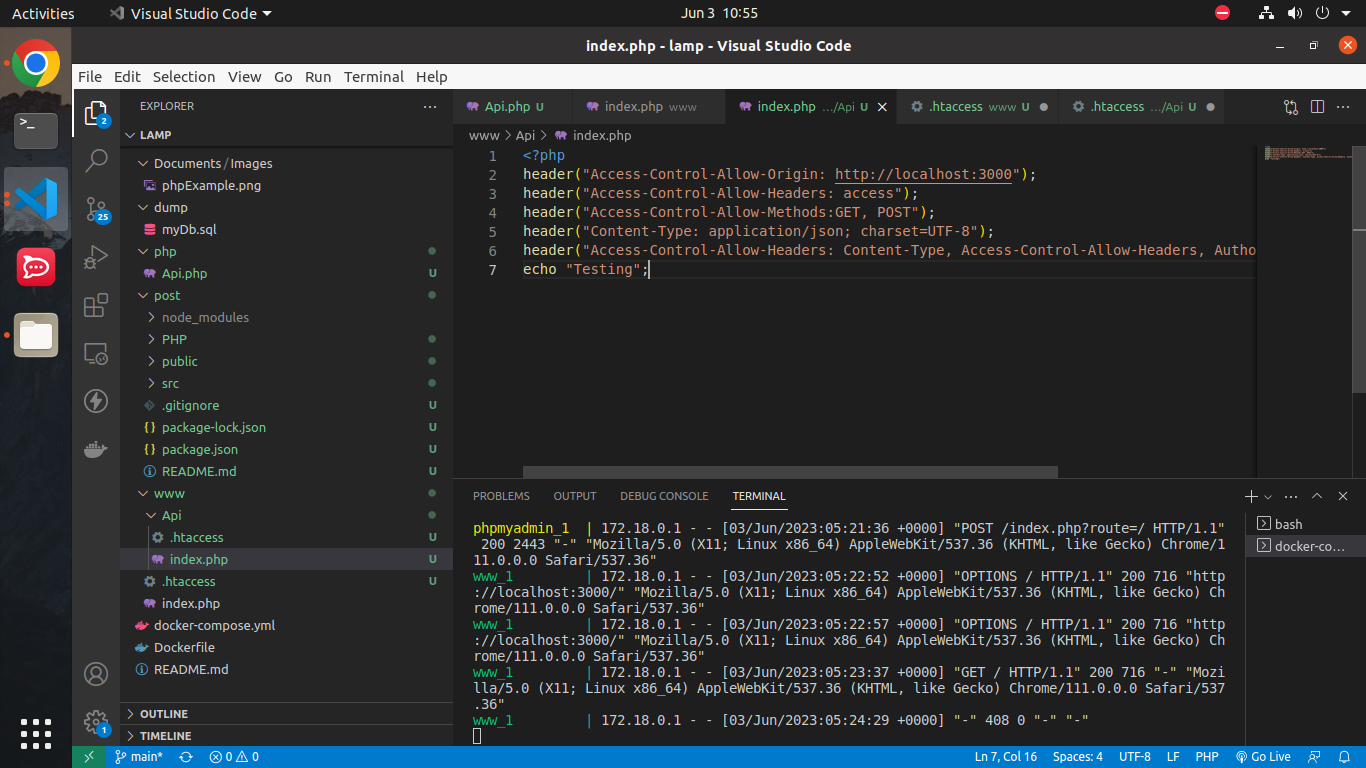 Activities
Visual Studio Code
Jun 3 10:55
index.php - lamp - Visual Studio Code
File Edit Selection View Go Run Terminal Help
EXPLORER
LAMP
Documents / Images
phpExample.png
dump
myDb.sql
php
Api.php U
post
node_modules
PHP
public
src
.gitignore U
package-lock.json U
package.json U
README.md U
www
Api
.htaccess U
index.php U
.htaccess U
index.php
docker-compose.yml
Dockerfile
README.md
OUTLINE
TIMELINE
2
25
1
Api.php U
index.php www
index.php .../Api U
.htaccess www U
.htaccess .../Api U
www > Api > index.php
1 <?php
2 header("Access-Control-Allow-Origin: http://localhost:3000");
3 header("Access-Control-Allow-Headers: access");
4 header("Access-Control-Allow-Methods:GET, POST");
5 header("Content-Type: application/json; charset=UTF-8");
6 header("Access-Control-Allow-Headers: Content-Type, Access-Control-Allow-Headers, Autho
7 echo "Testing";
PROBLEMS OUTPUT DEBUG CONSOLE TERMINAL
phpmyadmin_1 | 172.18.0.1 - - [03/Jun/2023:05:21:36 +0000] "POST /index.php?route=/ HTTP/1.1"
200 2443 "-" "Mozilla/5.0 (X11; Linux x86_64) AppleWebKit/537.36 (KHTML, like Gecko) Chrome/1
11.0.0.0 Safari/537.36"
www_1 | 172.18.0.1 - - [03/Jun/2023:05:22:52 +0000] "OPTIONS / HTTP/1.1" 200 716 "http
://localhost:3000/" "Mozilla/5.0 (X11; Linux x86_64) AppleWebKit/537.36 (KHTML, like Gecko) Ch
rome/111.0.0.0 Safari/537.36"
www_1 | 172.18.0.1 - - [03/Jun/2023:05:22:57 +0000] "OPTIONS / HTTP/1.1" 200 716 "http
://localhost:3000/" "Mozilla/5.0 (X11; Linux x86_64) AppleWebKit/537.36 (KHTML, like Gecko) Ch
rome/111.0.0.0 Safari/537.36"
www_1 | 172.18.0.1 - - [03/Jun/2023:05:23:37 +0000] "GET / HTTP/1.1" 200 716 "-" "Mozi
lla/5.0 (X11; Linux x86_64) AppleWebKit/537.36 (KHTML, like Gecko) Chrome/111.0.0.0 Safari/537
.36"
www_1 | 172.18.0.1 - - [03/Jun/2023:05:24:29 +0000] "-" 408 0 "-" "-"
bash
docker-co...
main*
0 0
Ln 7, Col 16
Spaces: 4
UTF-8
LF
PHP
Go Live